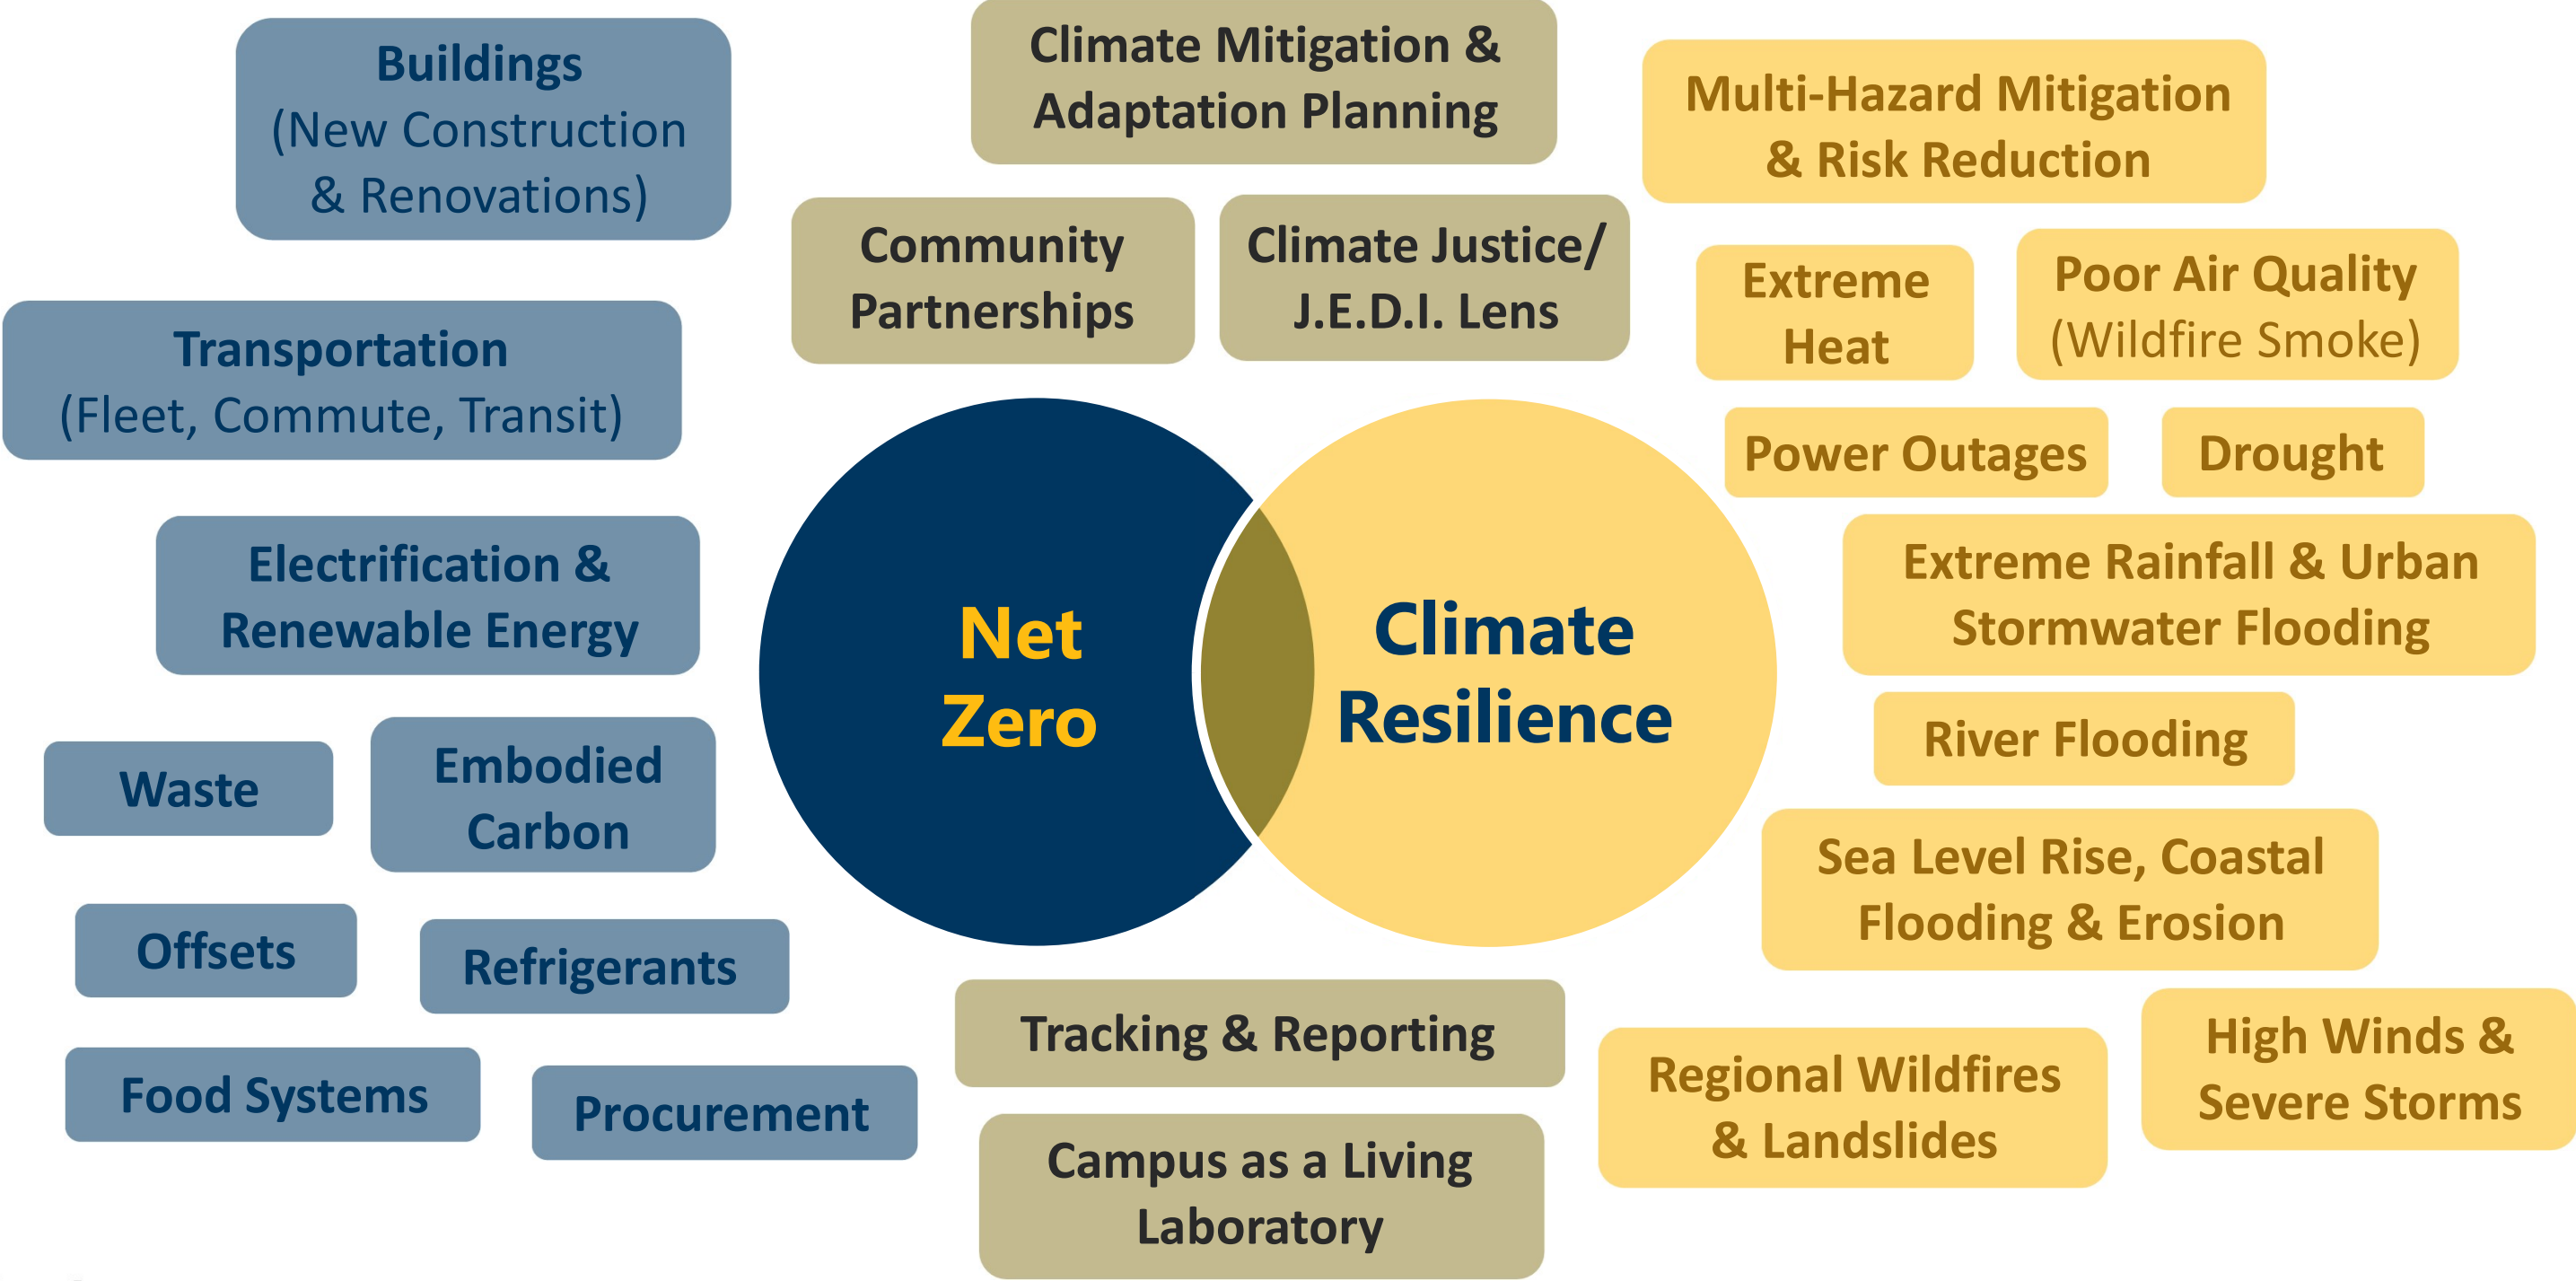 Buildings
(New Construction
& Renovations)
Transportation
(Fleet, Commute, Transit)
Electrification &
Renewable Energy
Waste
Embodied
Carbon
Offsets
Refrigerants
Food Systems
Procurement
Climate Mitigation &
Adaptation Planning
Community
Partnerships
Climate Justice/
J.E.D.I. Lens
Net
Zero
Climate
Resilience
Tracking & Reporting
Campus as a Living
Laboratory
Multi-Hazard Mitigation
& Risk Reduction
Extreme
Heat
Poor Air Quality
(Wildfire Smoke)
Power Outages
Drought
Extreme Rainfall & Urban
Stormwater Flooding
River Flooding
Sea Level Rise, Coastal
Flooding & Erosion
Regional Wildfires
& Landslides
High Winds &
Severe Storms